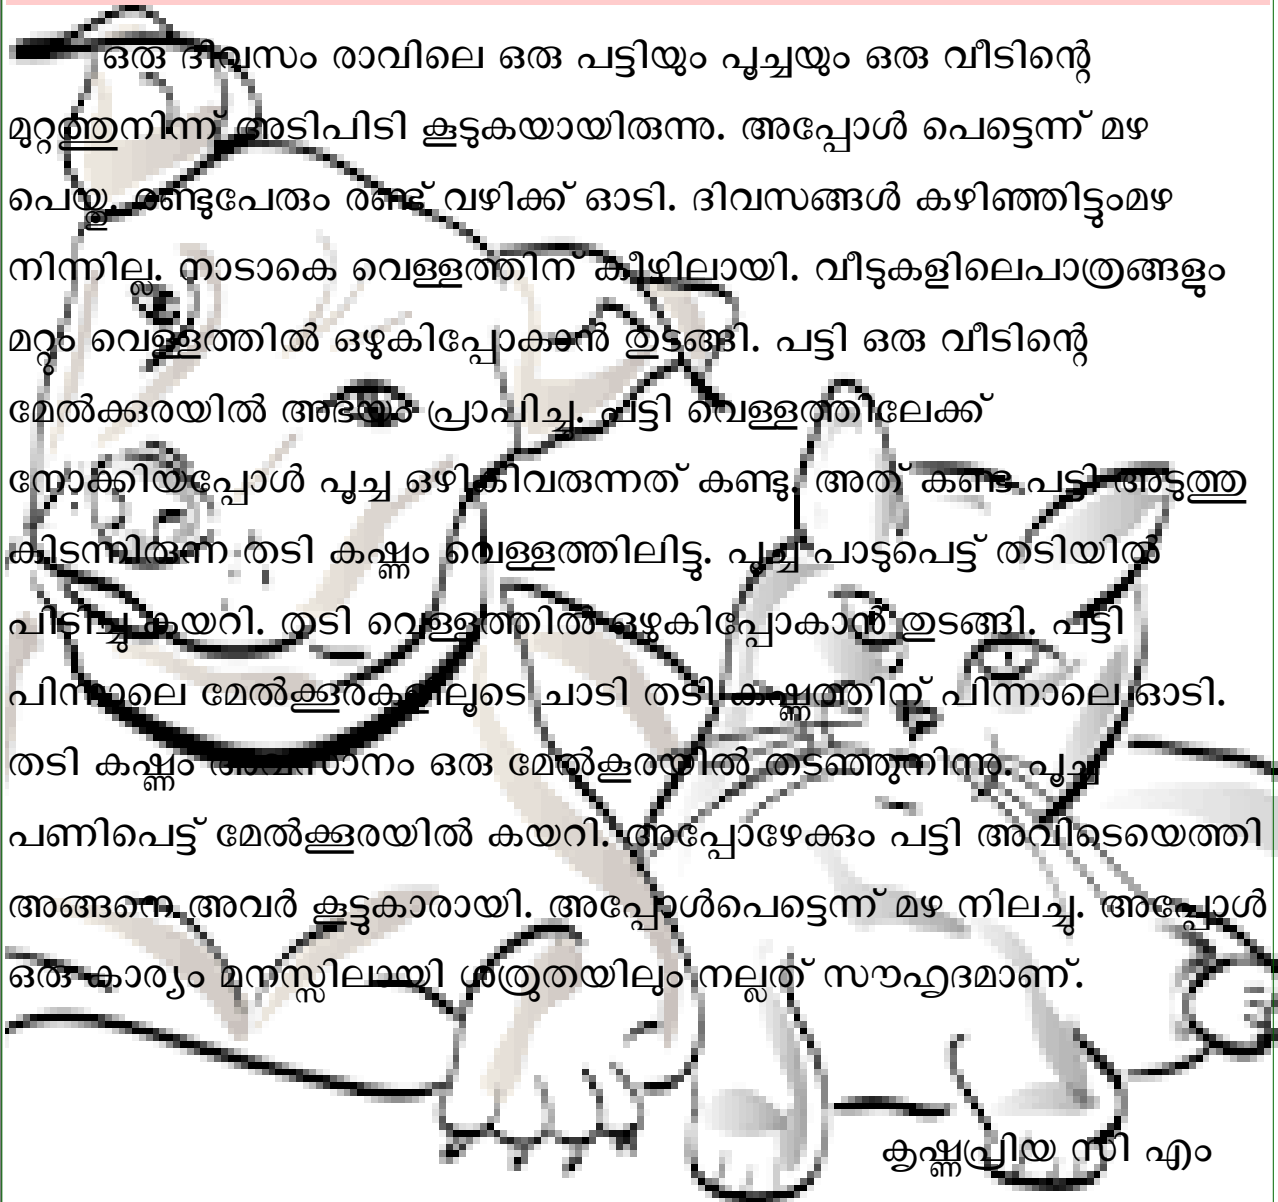 ഒരു ദിവസം രാവിലെ ഒരു പട്ടിയും പൂച്ചയും ഒരു വീടിന്റെ
മുറ്റത്തുനിന്ന് അടിപിടി കൂടുകയായിരുന്നു. അപ്പോൾ പെട്ടെന്ന് മഴ
പെയ്തു. രണ്ടുപേരും രണ്ട് വഴിക്ക് ഓടി. ദിവസങ്ങൾ കഴിഞ്ഞിട്ടുംമഴ
നിന്നില്ല. നാടാകെ വെള്ളത്തിന് കീഴിലായി. വീടുകളിലെപാത്രങ്ങളും
മറ്റും വെള്ളത്തിൽ ഒഴുകിപ്പോകാൻ തുടങ്ങി. പട്ടി ഒരു വീടിന്റെ
മേൽക്കുരയിൽ അഭയം പ്രാപിച്ചു. പട്ടി വെള്ളത്തിലേക്ക്
നോക്കിയപ്പോൾ പൂച്ച ഒഴികിവരുന്നത് കണ്ടു. അത് കണ്ട പട്ടി അടുത്തു
കിടന്നിരുന്ന തടി കഷ്ണം വെള്ളത്തിലിട്ടു. പൂച്ച പാടുപെട്ട് തടിയിൽ
പിടിച്ചു കയറി. തടി വെള്ളത്തിൽ ഒഴുകിപ്പോകാൻ തുടങ്ങി. പട്ടി
പിന്നാലെ മേൽക്കൂരകളിലൂടെ ചാടി തടി കഷ്ണത്തിന് പിന്നാലെ ഓടി.
തടി കഷ്ണം അവസാനം ഒരു മേൽകൂരയിൽ തടഞ്ഞുനിന്നു. പൂച്ച
പണിപെട്ട് മേൽക്കൂരയിൽ കയറി. അപ്പോഴേക്കും പട്ടി അവിടെയെത്തി
അങ്ങനെ അവർ കൂട്ടുകാരായി. അപ്പോൾപെട്ടെന്ന് മഴ നിലച്ചു. അപ്പോൾ
ഒരു കാര്യം മനസ്സിലായി ശത്രുതയിലും നല്ലത് സൗഹൃദമാണ്.
കൃഷ്ണപ്രിയ സി എം